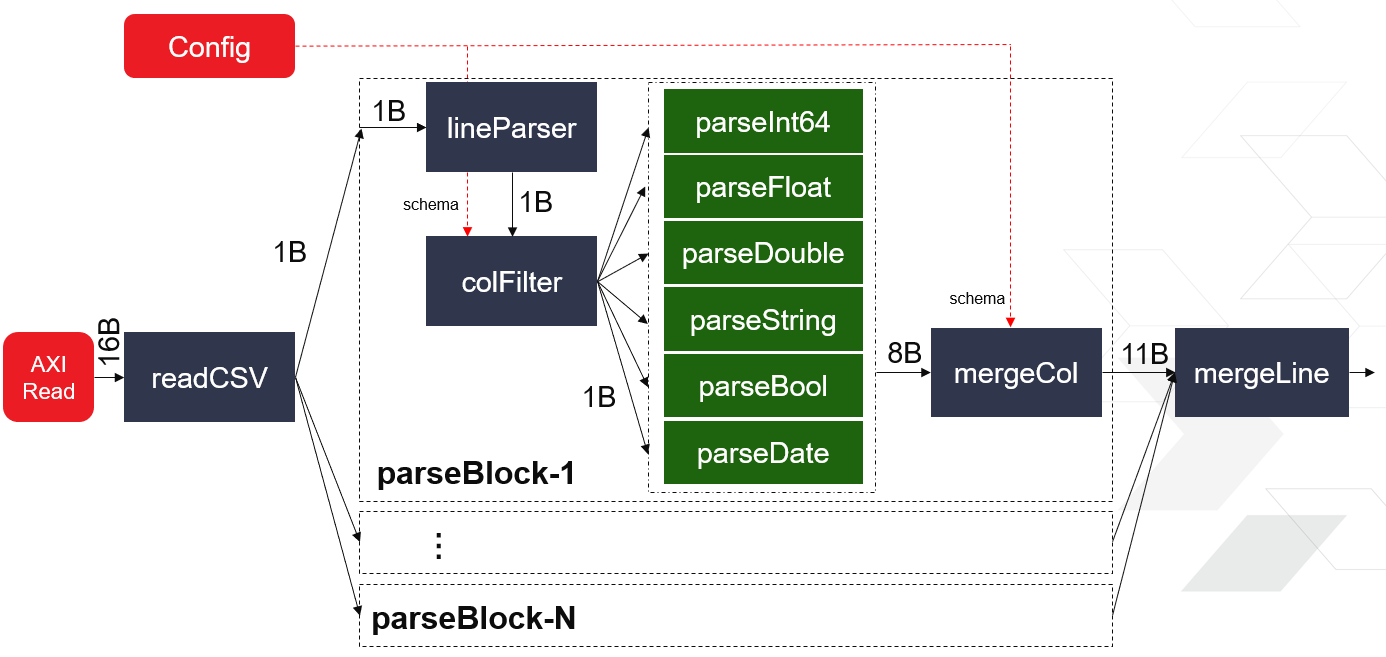 Config
1B
lineParser
schema
1B
colFilter
parseInt64
parseFloat
parseDouble
parseString
parseBool
parseDate
1B
1B
AXI
Read
16B
readCSV
8B
schema
mergeCol
11B
mergeLine
parseBlock-1
⋮
parseBlock-N